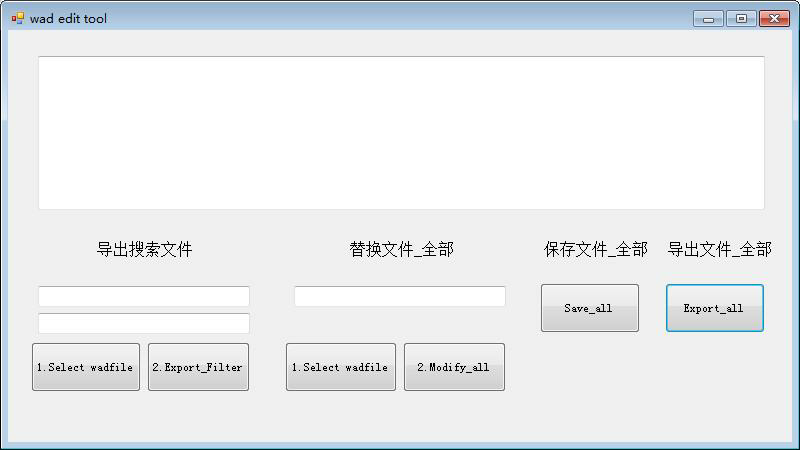 wad edit tool
导出搜索文件
替换文件_全部
保存文件_全部
导出文件_全部
Save_all
Export_all
1.Select wadfile
2.Export_Filter
1.Select wadfile
2.Modify_all